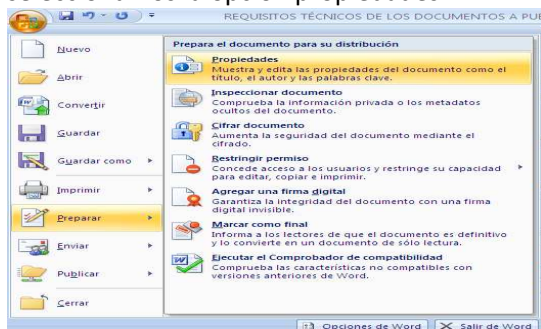 REQUISITOS TÉCNICOS DE LOS DOCUMENTOS A PU
Nuevo
Abrir
Convertir
Guardar
Guardar como
Imprimir
Preparar
Enviar
Publicar
Cerrar
Prepara el documento para su distribución
Propiedades
Muestra y edita las propiedades del documento como el
título, el autor y las palabras clave.
Inspeccionar documento
Comprueba la información privada o los metadatos
ocultos del documento.
Cifrar documento
Aumenta la seguridad del documento mediante el
cifrado.
Restringir permiso
Concede acceso a los usuarios y restringe su capacidad
para editar, copiar e imprimir.
Agregar una firma digital
Garantiza la integridad del documento con una firma
digital invisible.
Marcar como final
Informa a los lectores de que el documento es definitivo
y lo convierte en un documento de sólo lectura.
Ejecutar el Comprobador de compatibilidad
Comprueba las características no compatibles con
versiones anteriores de Word.
Opciones de Word
Salir de Word